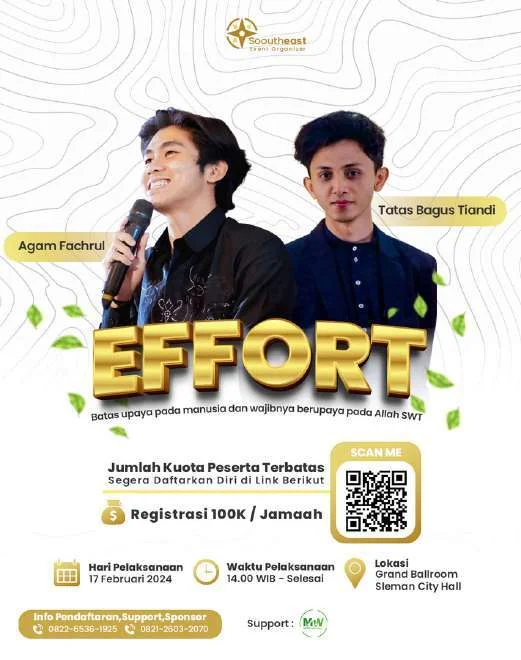 Sooutheast
Event Organizer
Tatas Bagus Tiandi
Agam Fachrul
EFFORT
Batas upaya pada manusia dan wajibnya berupaya pada Allah SWT
SCAN ME
Jumlah Kuota Peserta Terbatas
Segera Daftarkan Diri di Link Berikut
$ Registrasi 100K / Jamaah
Hari Pelaksanaan
17 Februari 2024
Waktu Pelaksanaan
14.00 WIB - Selesai
Lokasi
Grand Ballroom
Sleman City Hall
Info Pendaftaran,Support,Sponsor
0822-6536-1925 0821-2603-2070
Support :